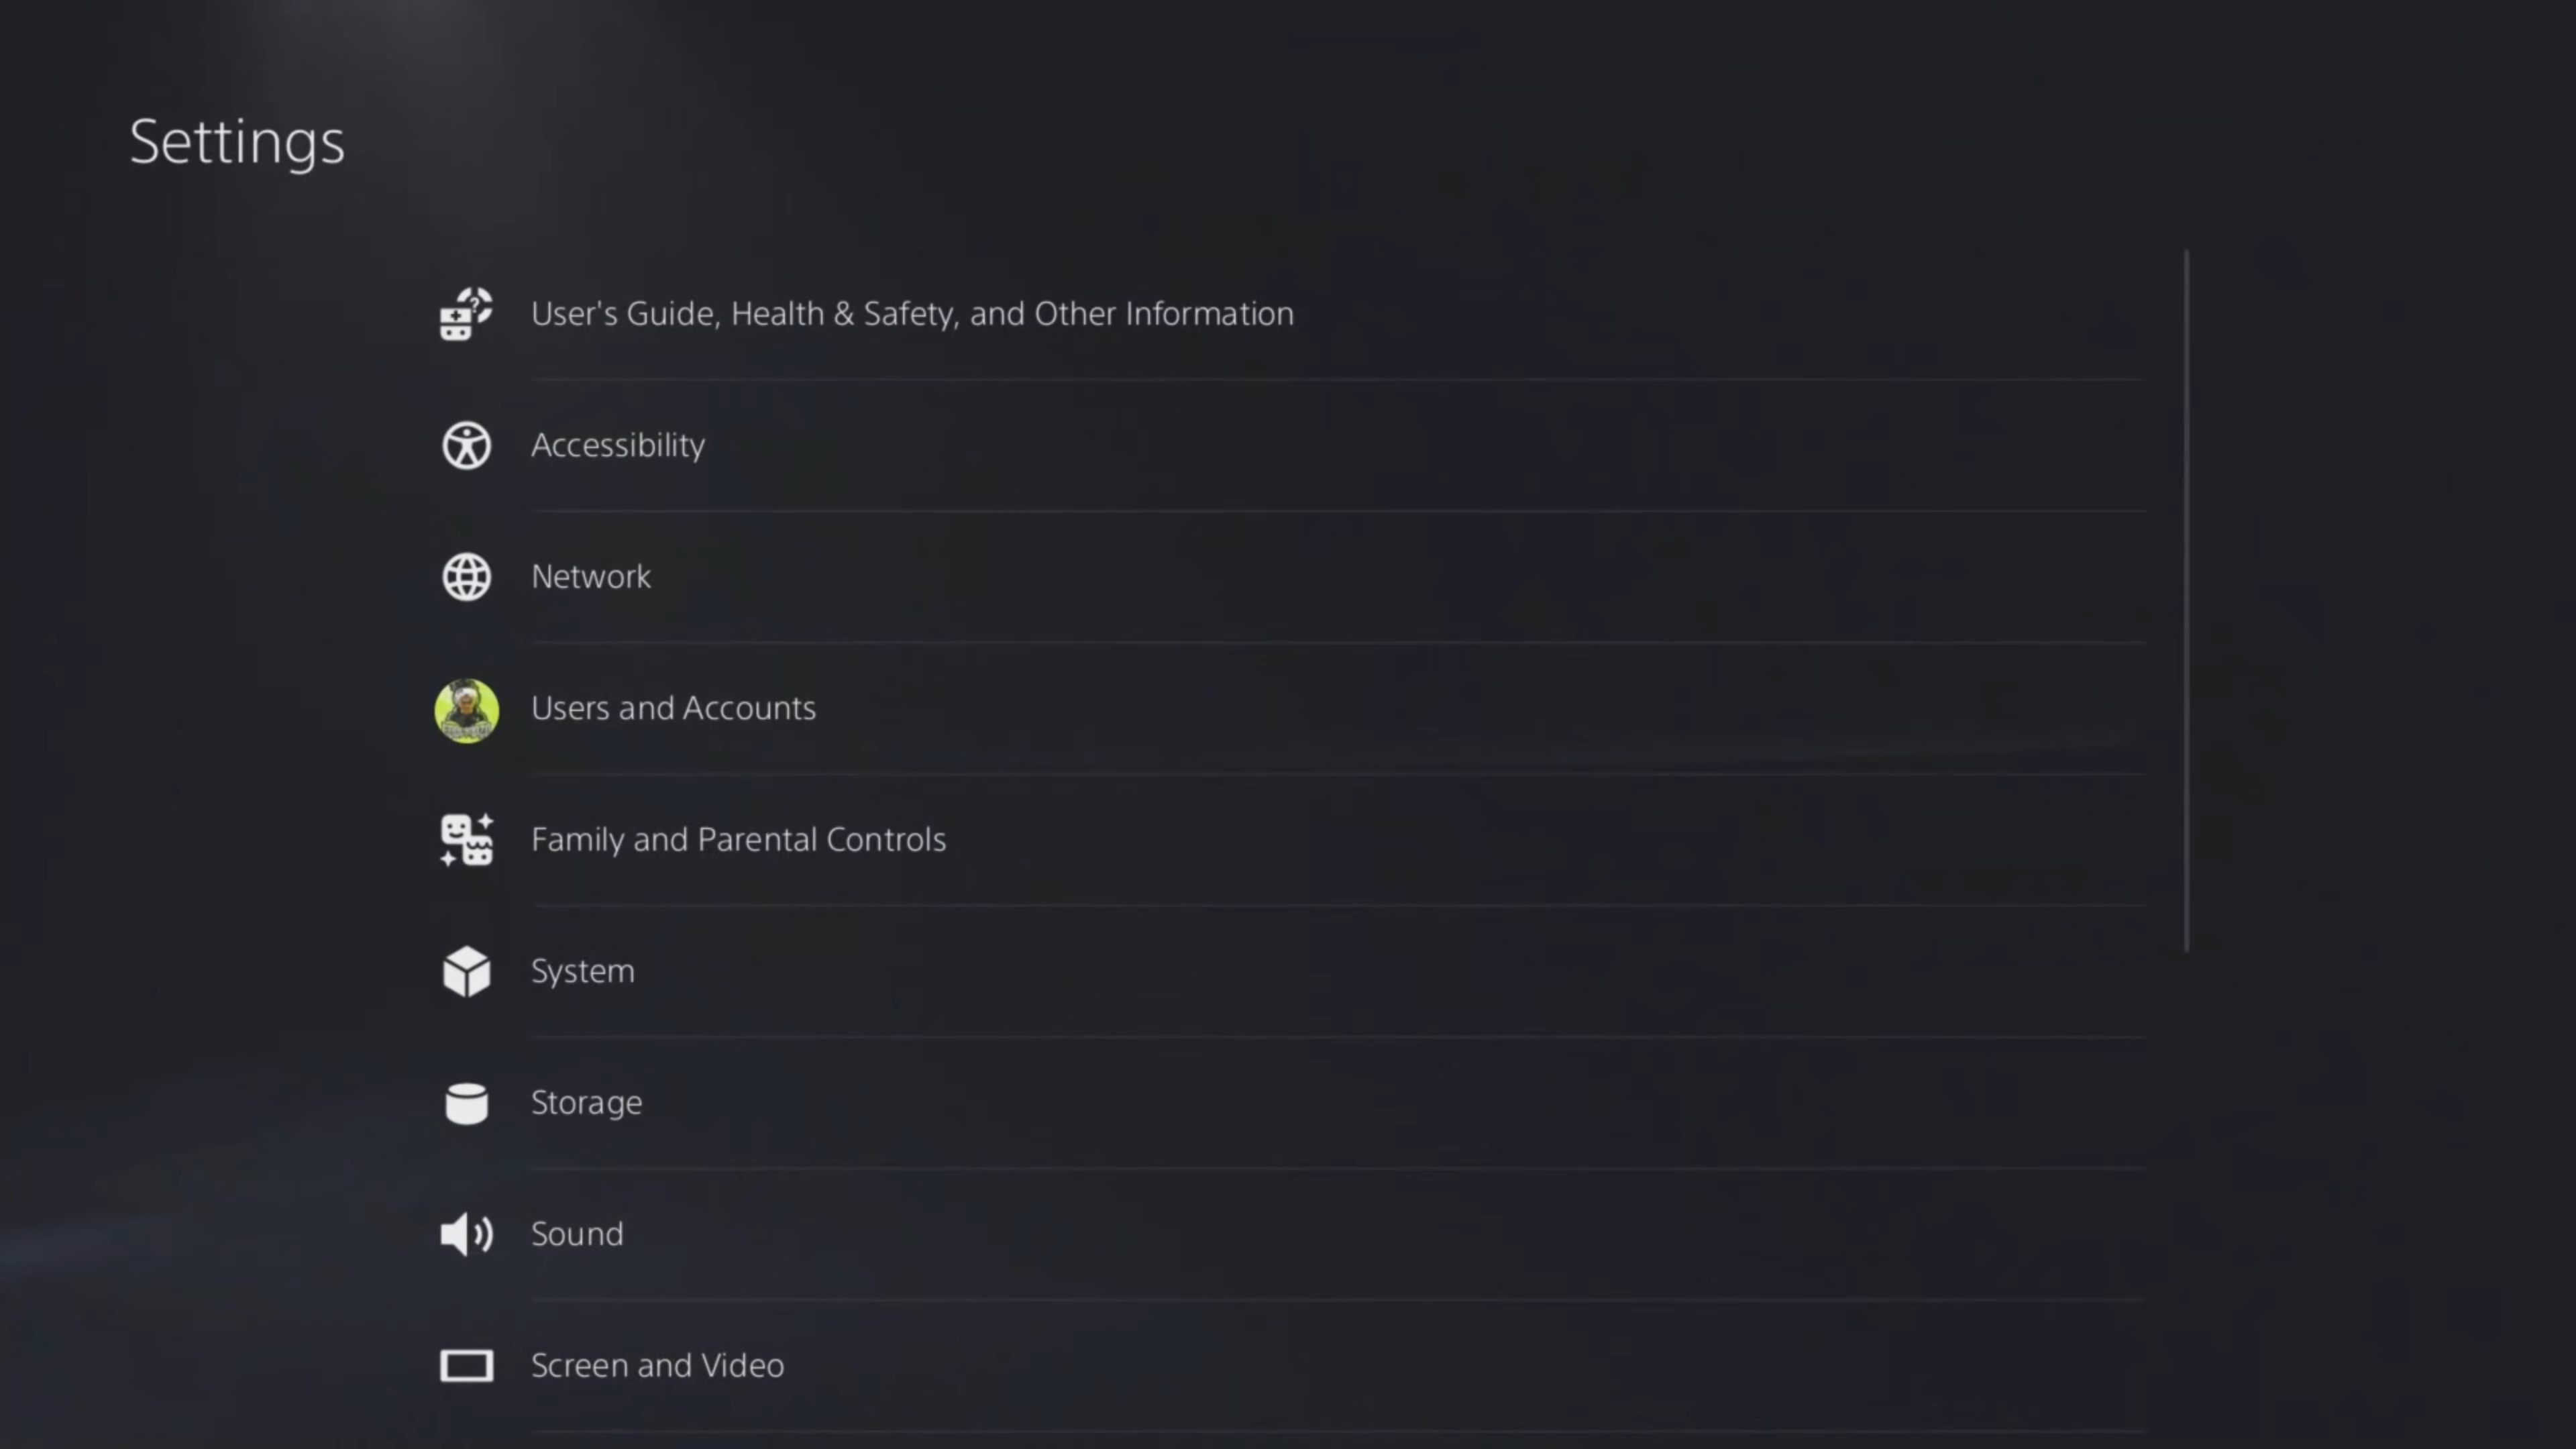 Settings
User's Guide, Health & Safety, and Other Information
Accessibility
Network
Users and Accounts
Family and Parental Controls
System
Storage
Sound
Screen and Video